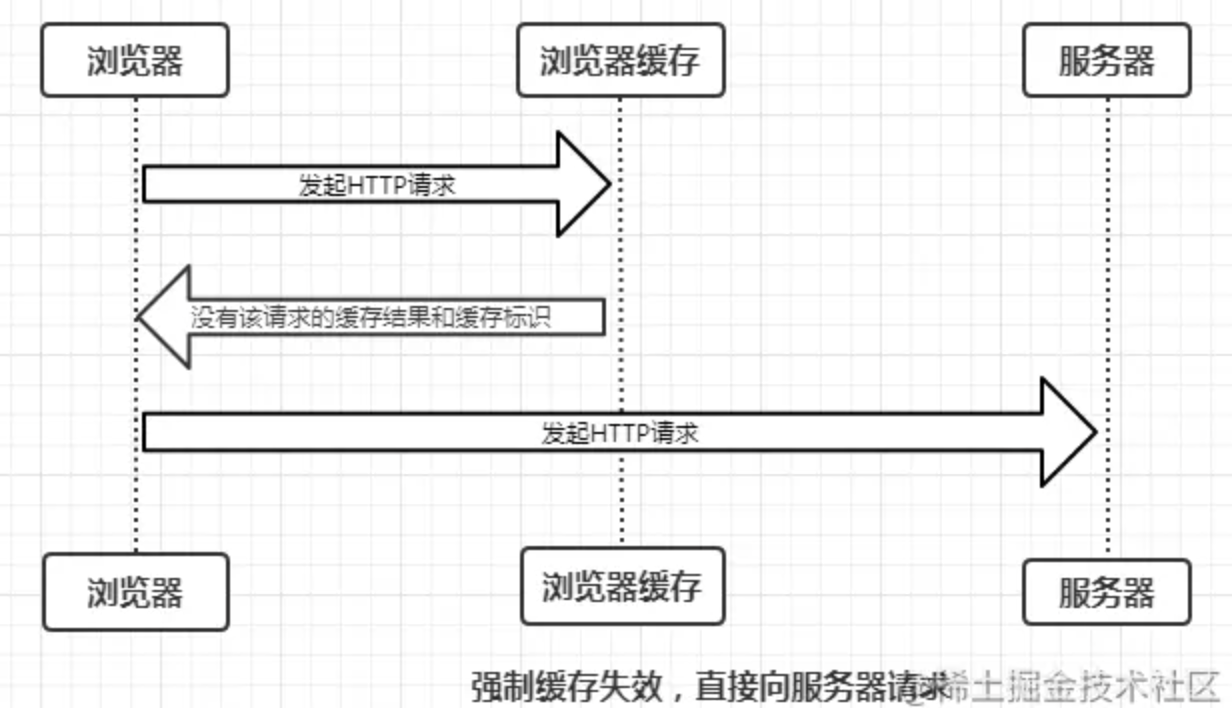 浏览器
浏览器缓存
服务器
发起HTTP请求
没有该请求的缓存结果和缓存标识
发起HTTP请求
浏览器
浏览器缓存
服务器
强制缓存失效，直接向服务器请求
@稀土掘金技术社区